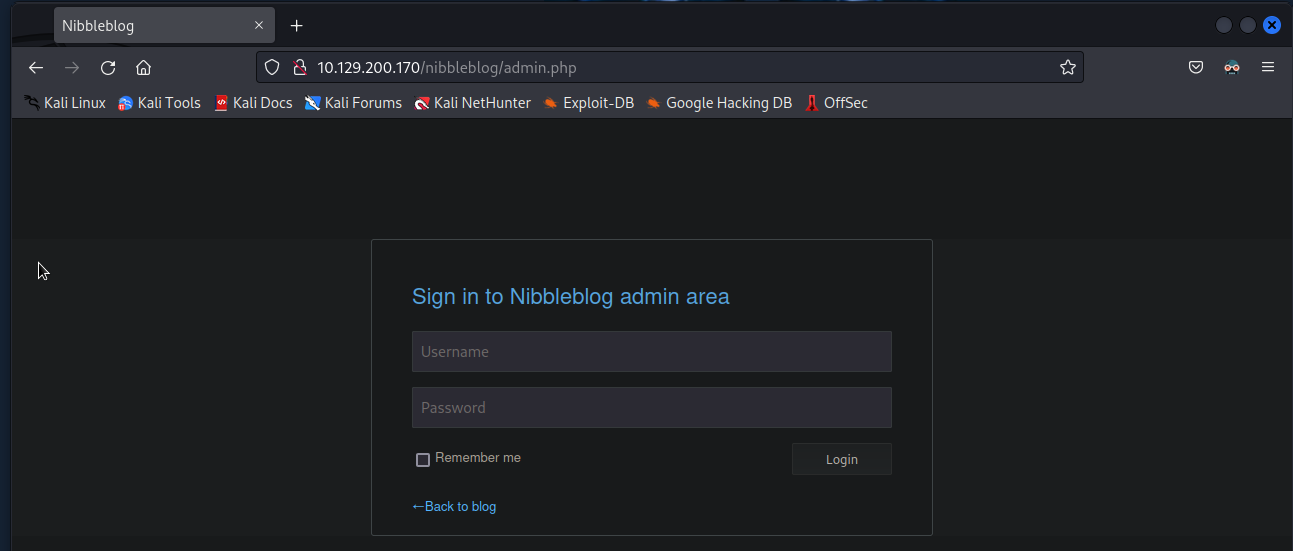 Nibbleblog
10.129.200.170/nibbleblog/admin.php
Kali Linux Kali Tools Kali Docs Kali Forums Kali NetHunter Exploit-DB Google Hacking DB OffSec
Sign in to Nibbleblog admin area
Username
Password
Remember me Login
←Back to blog